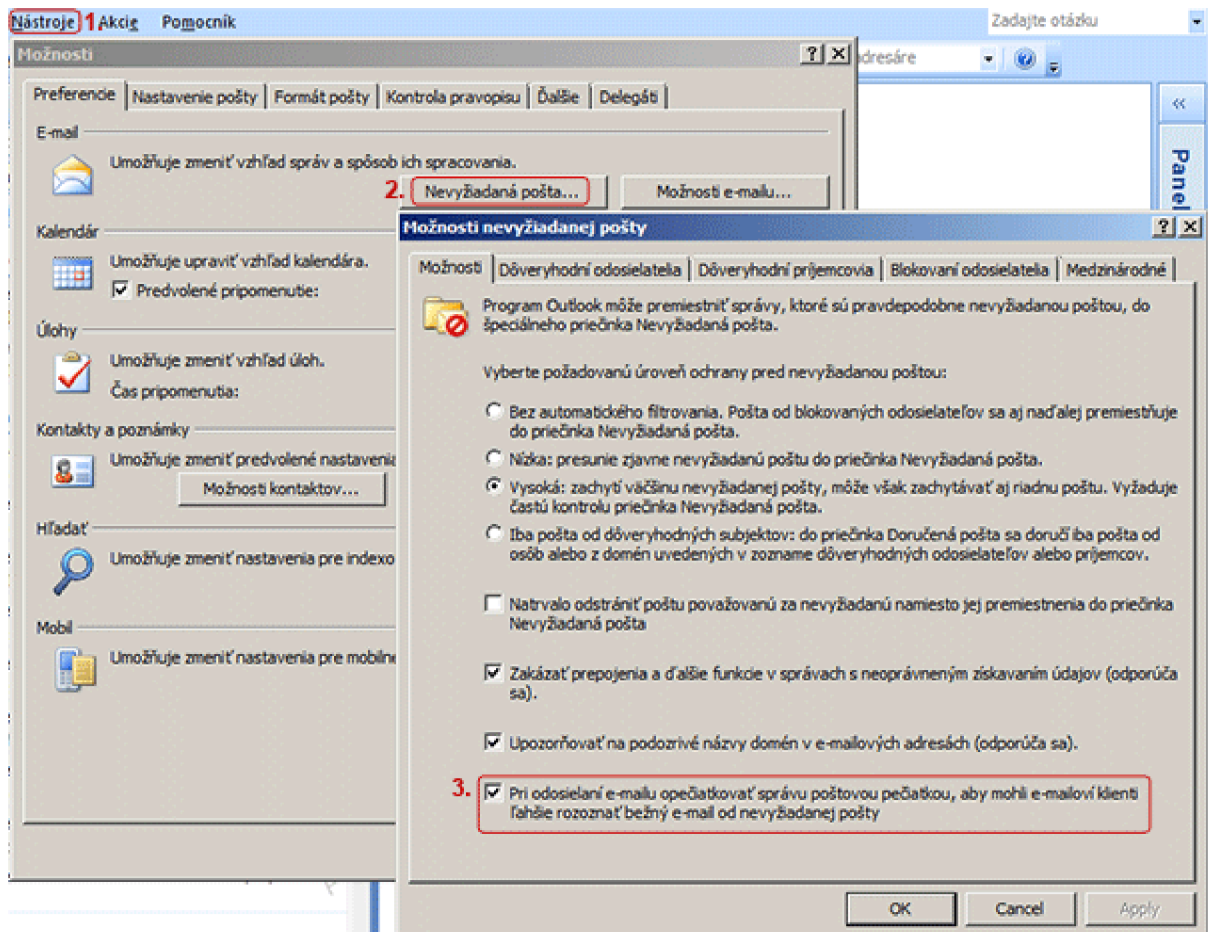 Nástroje 1 Akcie Pomocník
Zadajte otázku
Možnosti
adresáre
Preferencie Nastavenie pošty Formát pošty Kontrola pravopisu Ďalšie Delegáti
E-mail
Umožňuje zmeniť vzhľad správ a spôsob ich spracovania.
2. Nevyžiadaná pošta... Možnosti e-mailu...
Panel
Kalendár
Umožňuje upraviť vzhľad kalendára.
Predvolené pripomenutie:
Úlohy
Umožňuje zmeniť vzhľad úloh.
Čas pripomenutia:
Kontakty a poznámky
Umožňuje zmeniť predvolené nastavenia
Možnosti kontaktov...
Hľadať
Umožňuje zmeniť nastavenia pre indexo
Mobil
Umožňuje zmeniť nastavenia pre mobilné
Možnosti nevyžiadanej pošty
Možnosti Dôveryhodní odosielatelia Dôveryhodní príjemcovia Blokovaní odosielatelia Medzinárodné
Program Outlook môže premiestniť správy, ktoré sú pravdepodobne nevyžiadanou poštou, do
špeciálneho priečinka Nevyžiadaná pošta.
Vyberte požadovanú úroveň ochrany pred nevyžiadanou poštou:
Bez automatického filtrovania. Pošta od blokovaných odosielateľov sa aj naďalej premiestňuje
do priečinka Nevyžiadaná pošta.
Nízka: presunie zjavne nevyžiadanú poštu do priečinka Nevyžiadaná pošta.
Vysoká: zachytí väčšinu nevyžiadanej pošty, môže však zachytávať aj riadnu poštu. Vyžaduje
častú kontrolu priečinka Nevyžiadaná pošta.
Iba pošta od dôveryhodných subjektov: do priečinka Doručená pošta sa doručí iba pošta od
osôb alebo z domén uvedených v zozname dôveryhodných odosielateľov alebo príjemcov.
Natrvalo odstrániť poštu považovanú za nevyžiadanú namiesto jej premiestnenia do priečinka
Nevyžiadaná pošta
Zakázať prepojenia a ďalšie funkcie v správach s neoprávneným získavaním údajov (odporúča
sa).
Upozorňovať na podozrivé názvy domén v e-mailových adresách (odporúča sa).
3. Pri odosielaní e-mailu opečiatkovať správu poštovou pečiatkou, aby mohli e-mailoví klienti
ľahšie rozoznať bežný e-mail od nevyžiadanej pošty
OK Cancel Apply